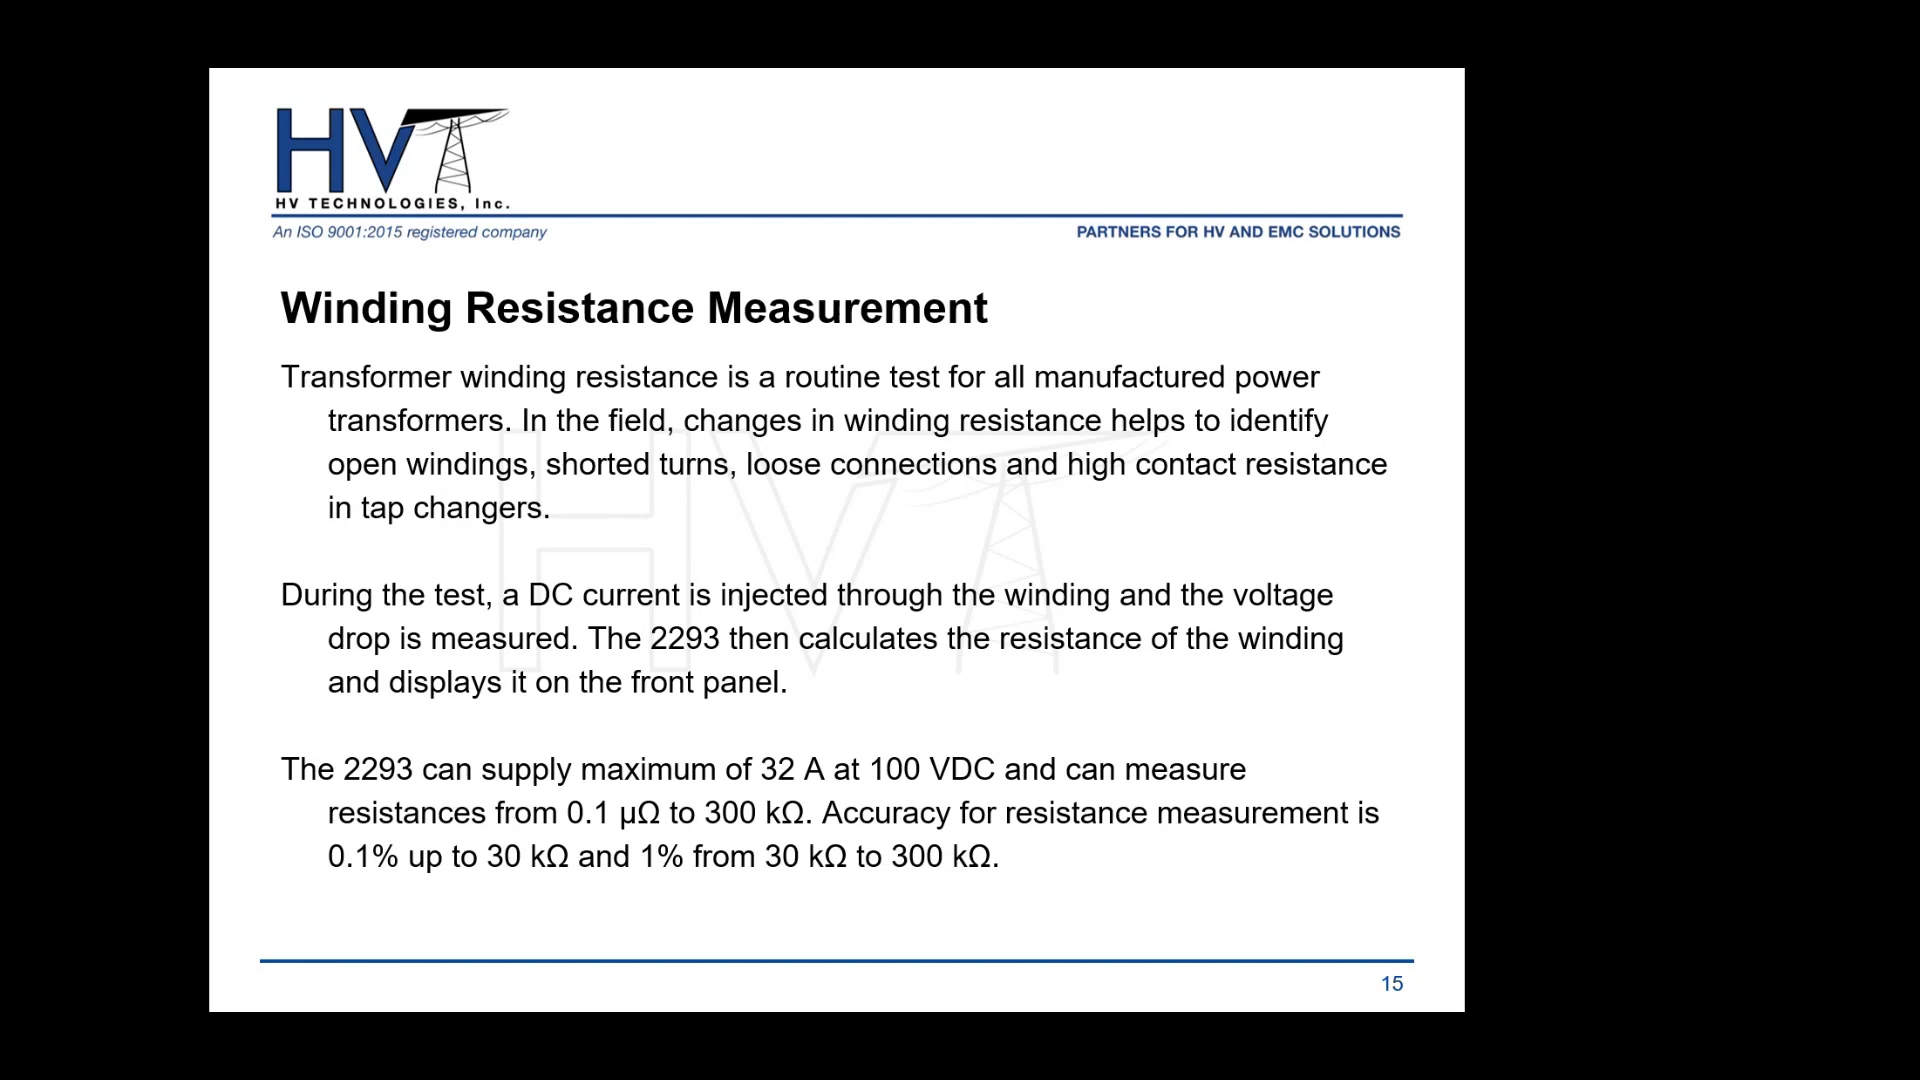 HVT
HV TECHNOLOGIES, Inc.
An ISO 9001:2015 registered company
PARTNERS FOR HV AND EMC SOLUTIONS
Winding Resistance Measurement
Transformer winding resistance is a routine test for all manufactured power
transformers. In the field, changes in winding resistance helps to identify
open windings, shorted turns, loose connections and high contact resistance
in tap changers.
During the test, a DC current is injected through the winding and the voltage
drop is measured. The 2293 then calculates the resistance of the winding
and displays it on the front panel.
The 2293 can supply maximum of 32 A at 100 VDC and can measure
resistances from 0.1 µΩ to 300 kΩ. Accuracy for resistance measurement is
0.1% up to 30 kΩ and 1% from 30 kΩ to 300 kΩ.
15